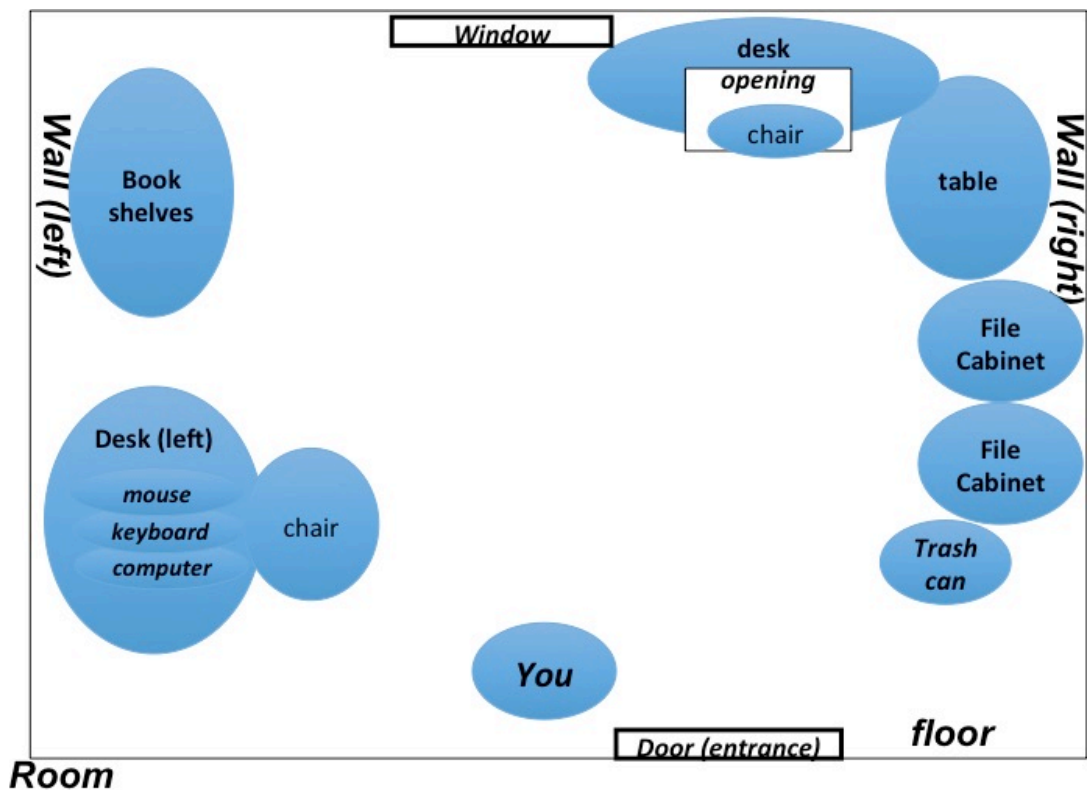 Window
desk
opening
chair
Wall (left)
Book
shelves
table
Wall (right)
File
Cabinet
Desk (left)
mouse
keyboard
computer
chair
File
Cabinet
Trash
can
You
Door (entrance)
floor
Room